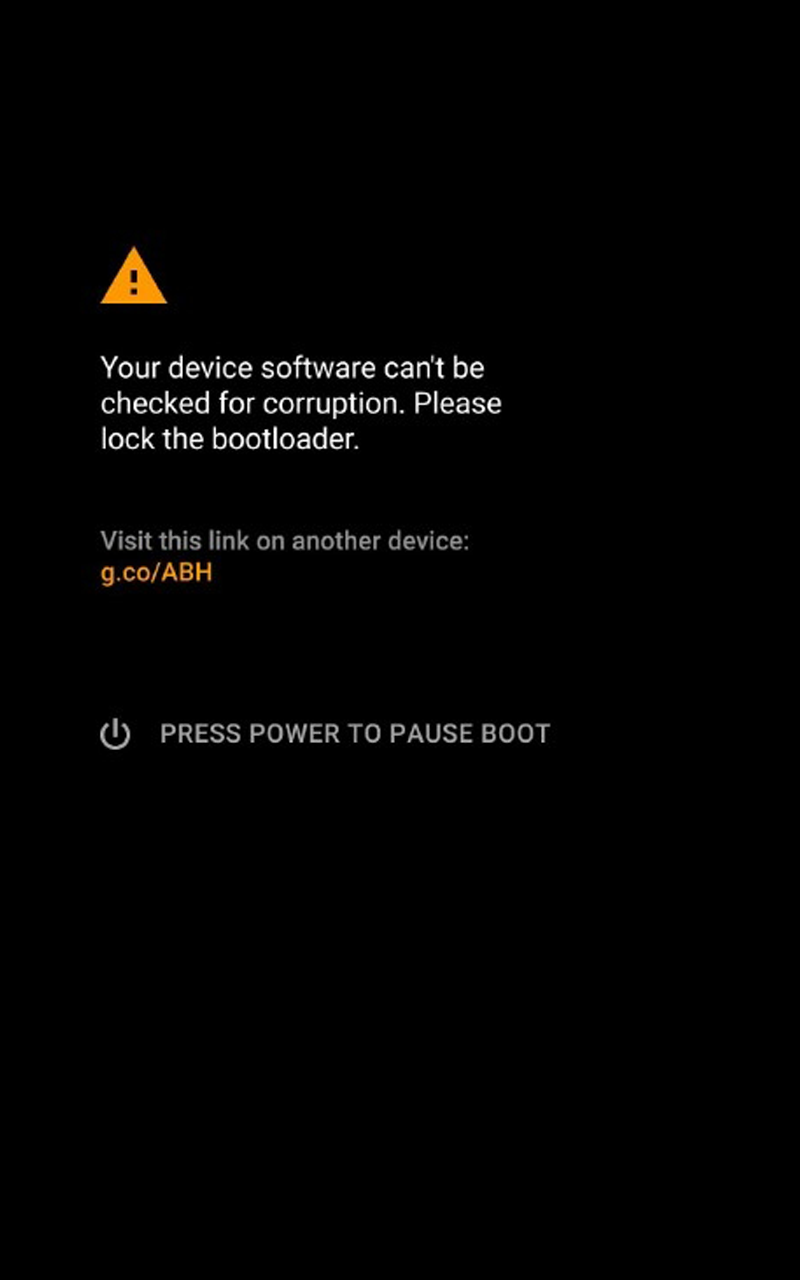 Your device software can't be
checked for corruption. Please
lock the bootloader.
Visit this link on another device:
g.co/ABH
PRESS POWER TO PAUSE BOOT